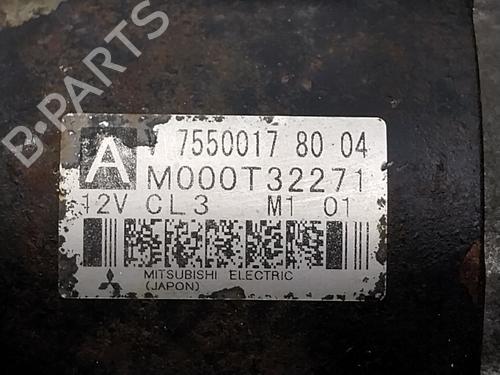 7550017 80 04
A M000T32271
12V CL3 M1 01
MITSUBISHI ELECTRIC
(JAPON)
B-PARTS